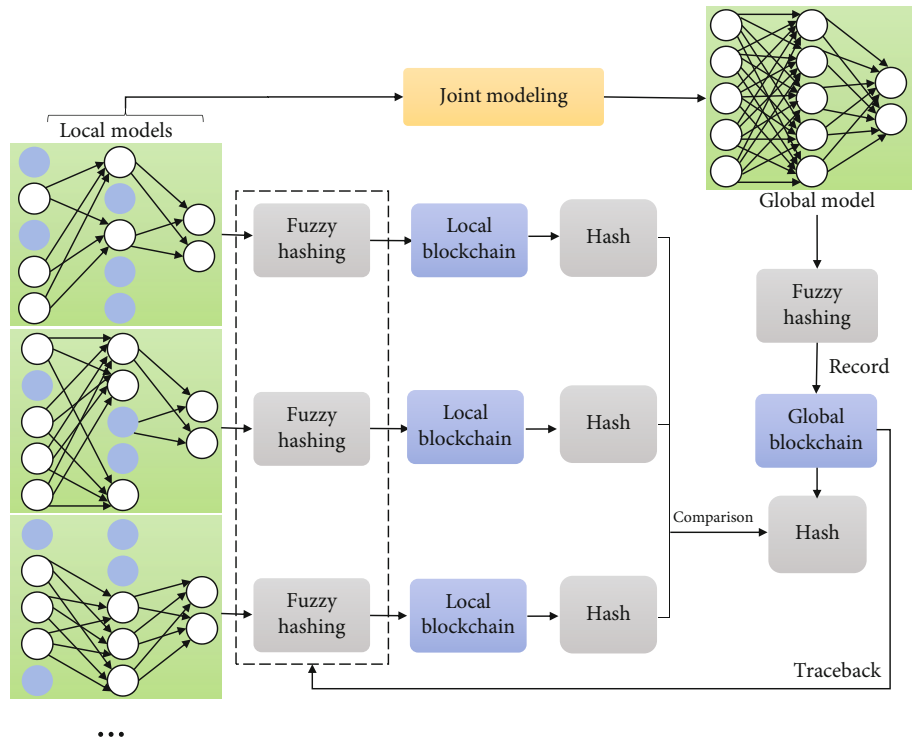 Joint modeling
Local models
Global model
Fuzzy
hashing
Local
blockchain
Hash
Fuzzy
hashing
Record
Fuzzy
hashing
Local
blockchain
Hash
Global
blockchain
Comparison
Hash
Fuzzy
hashing
Local
blockchain
Hash
Traceback
...